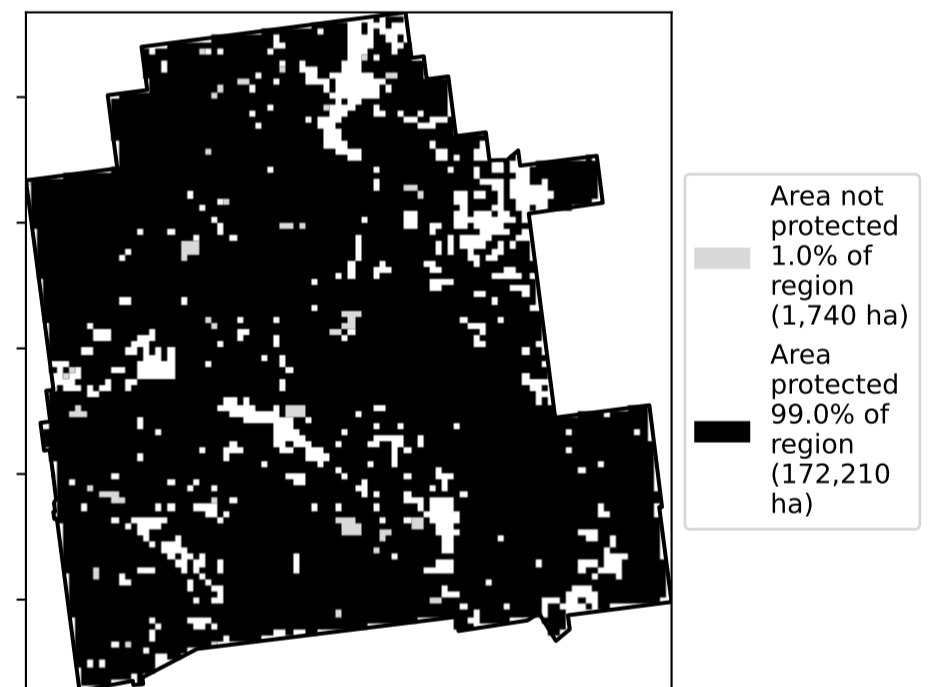 Area not
protected
1.0% of
region
(1,740 ha)
Area
protected
99.0% of
region
(172,210
ha)